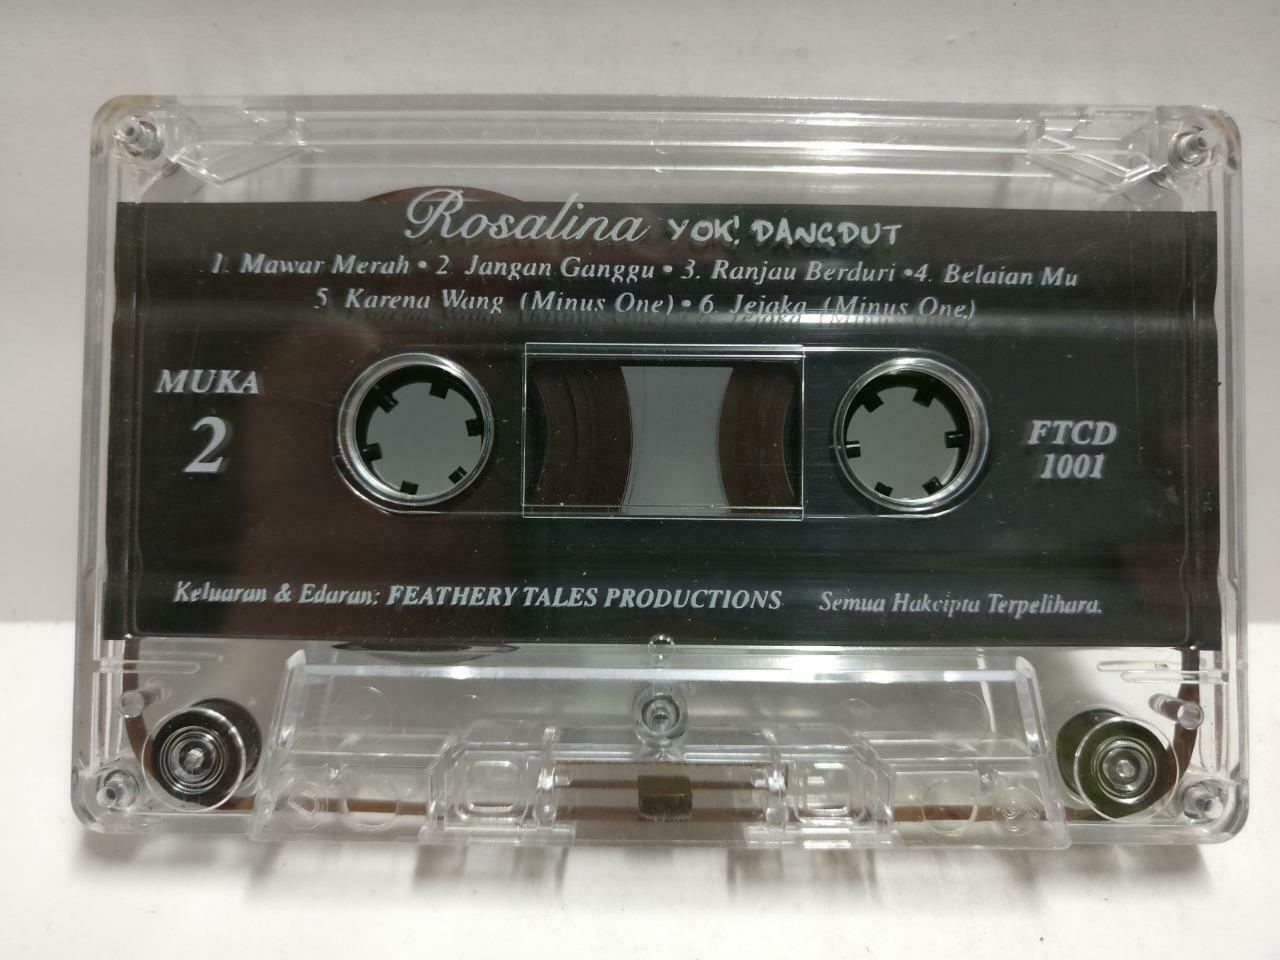 Rosalina YOK! DANGDUT
1. Mawar Merah • 2. Jangan Ganggu • 3. Ranjau Berduri • 4. Belaian Mu
5. Karena Wang (Minus One) • 6. Jejaka (Minus One)
MUKA
2
FTCD
1001
Keluaran & Edaran: FEATHERY TALES PRODUCTIONS Semua Hakcipta Terpelihara.